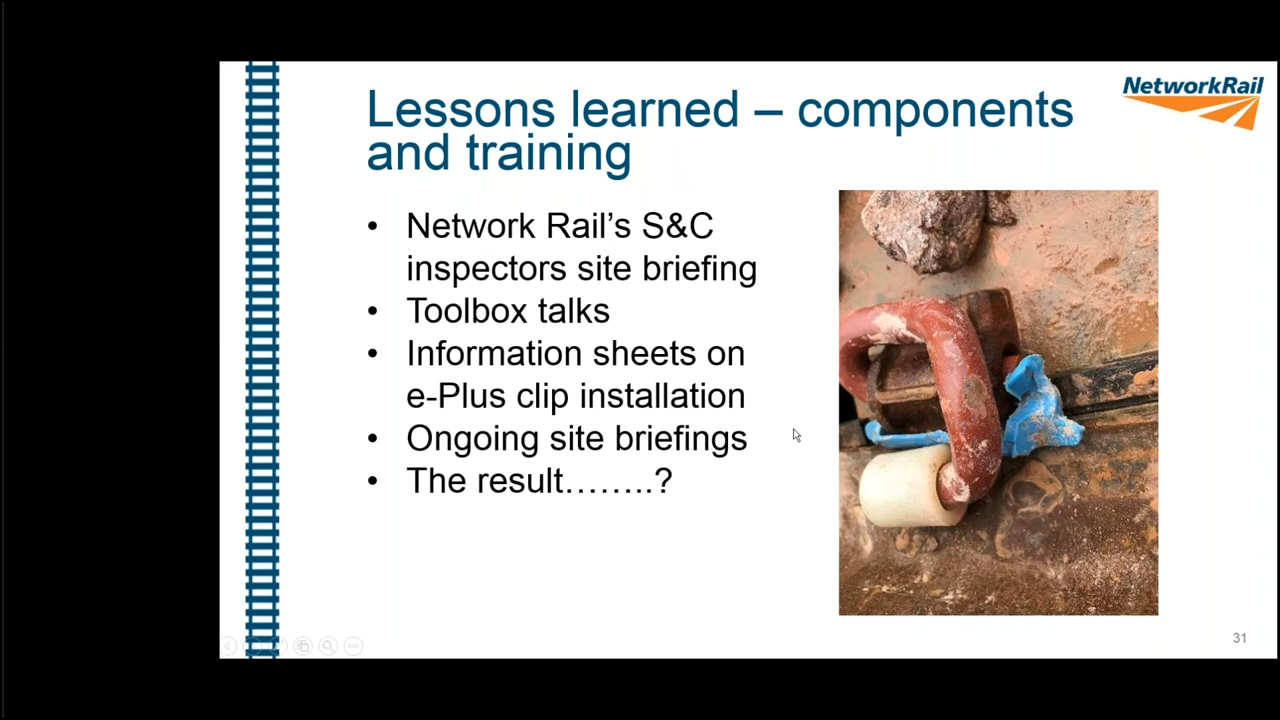 NetworkRail
Lessons learned – components
and training
• Network Rail's S&C
inspectors site briefing
• Toolbox talks
• Information sheets on
e-Plus clip installation
• Ongoing site briefings
• The result……..?
31